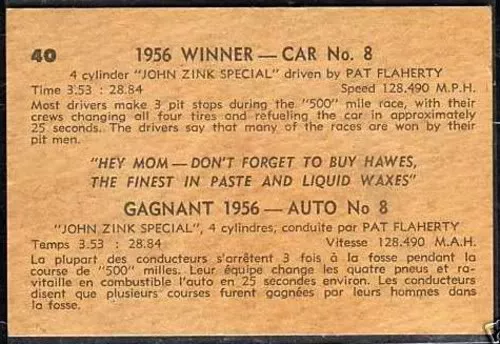 40
1956 WINNER — CAR No. 8
4 cylinder "JOHN ZINK SPECIAL" driven by PAT FLAHERTY
Time 3.53 : 28.84 Speed 128.490 M.P.H.
Most drivers make 3 pit stops during the "500" mile race, with their
crews changing all four tires and refueling the car in approximately
25 seconds. The drivers say that many of the races are won by their
pit men.
"HEY MOM — DON'T FORGET TO BUY HAWES,
THE FINEST IN PASTE AND LIQUID WAXES"
GAGNANT 1956 — AUTO No 8
"JOHN ZINK SPECIAL", 4 cylindres, conduite par PAT FLAHERTY
Temps 3.53 : 28.84 Vitesse 128.490 M.A.H.
La plupart des conducteurs s'arrêtent 3 fois à la fosse pendant la
course de "500" milles. Leur équipe change les quatre pneus et ra-
vitaille en combustible l'auto en 25 secondes environ. Les conducteurs
disent que plusieurs courses furent gagnées par leurs hommes dans
la fosse.